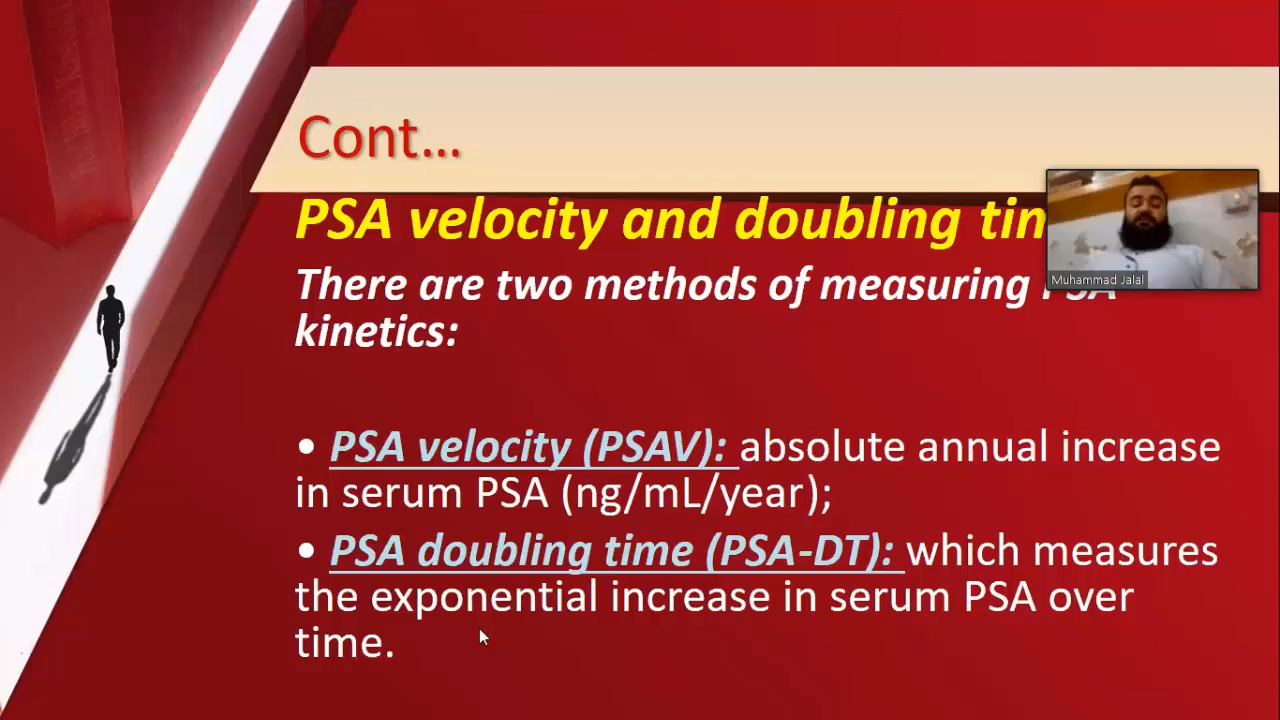 Cont...
PSA velocity and doubling
There are two methods of measuring PSA
kinetics:
• PSA velocity (PSAV): absolute annual increase
in serum PSA (ng/mL/year);
• PSA doubling time (PSA-DT): which measures
the exponential increase in serum PSA over
time.
Muhammad Jalal